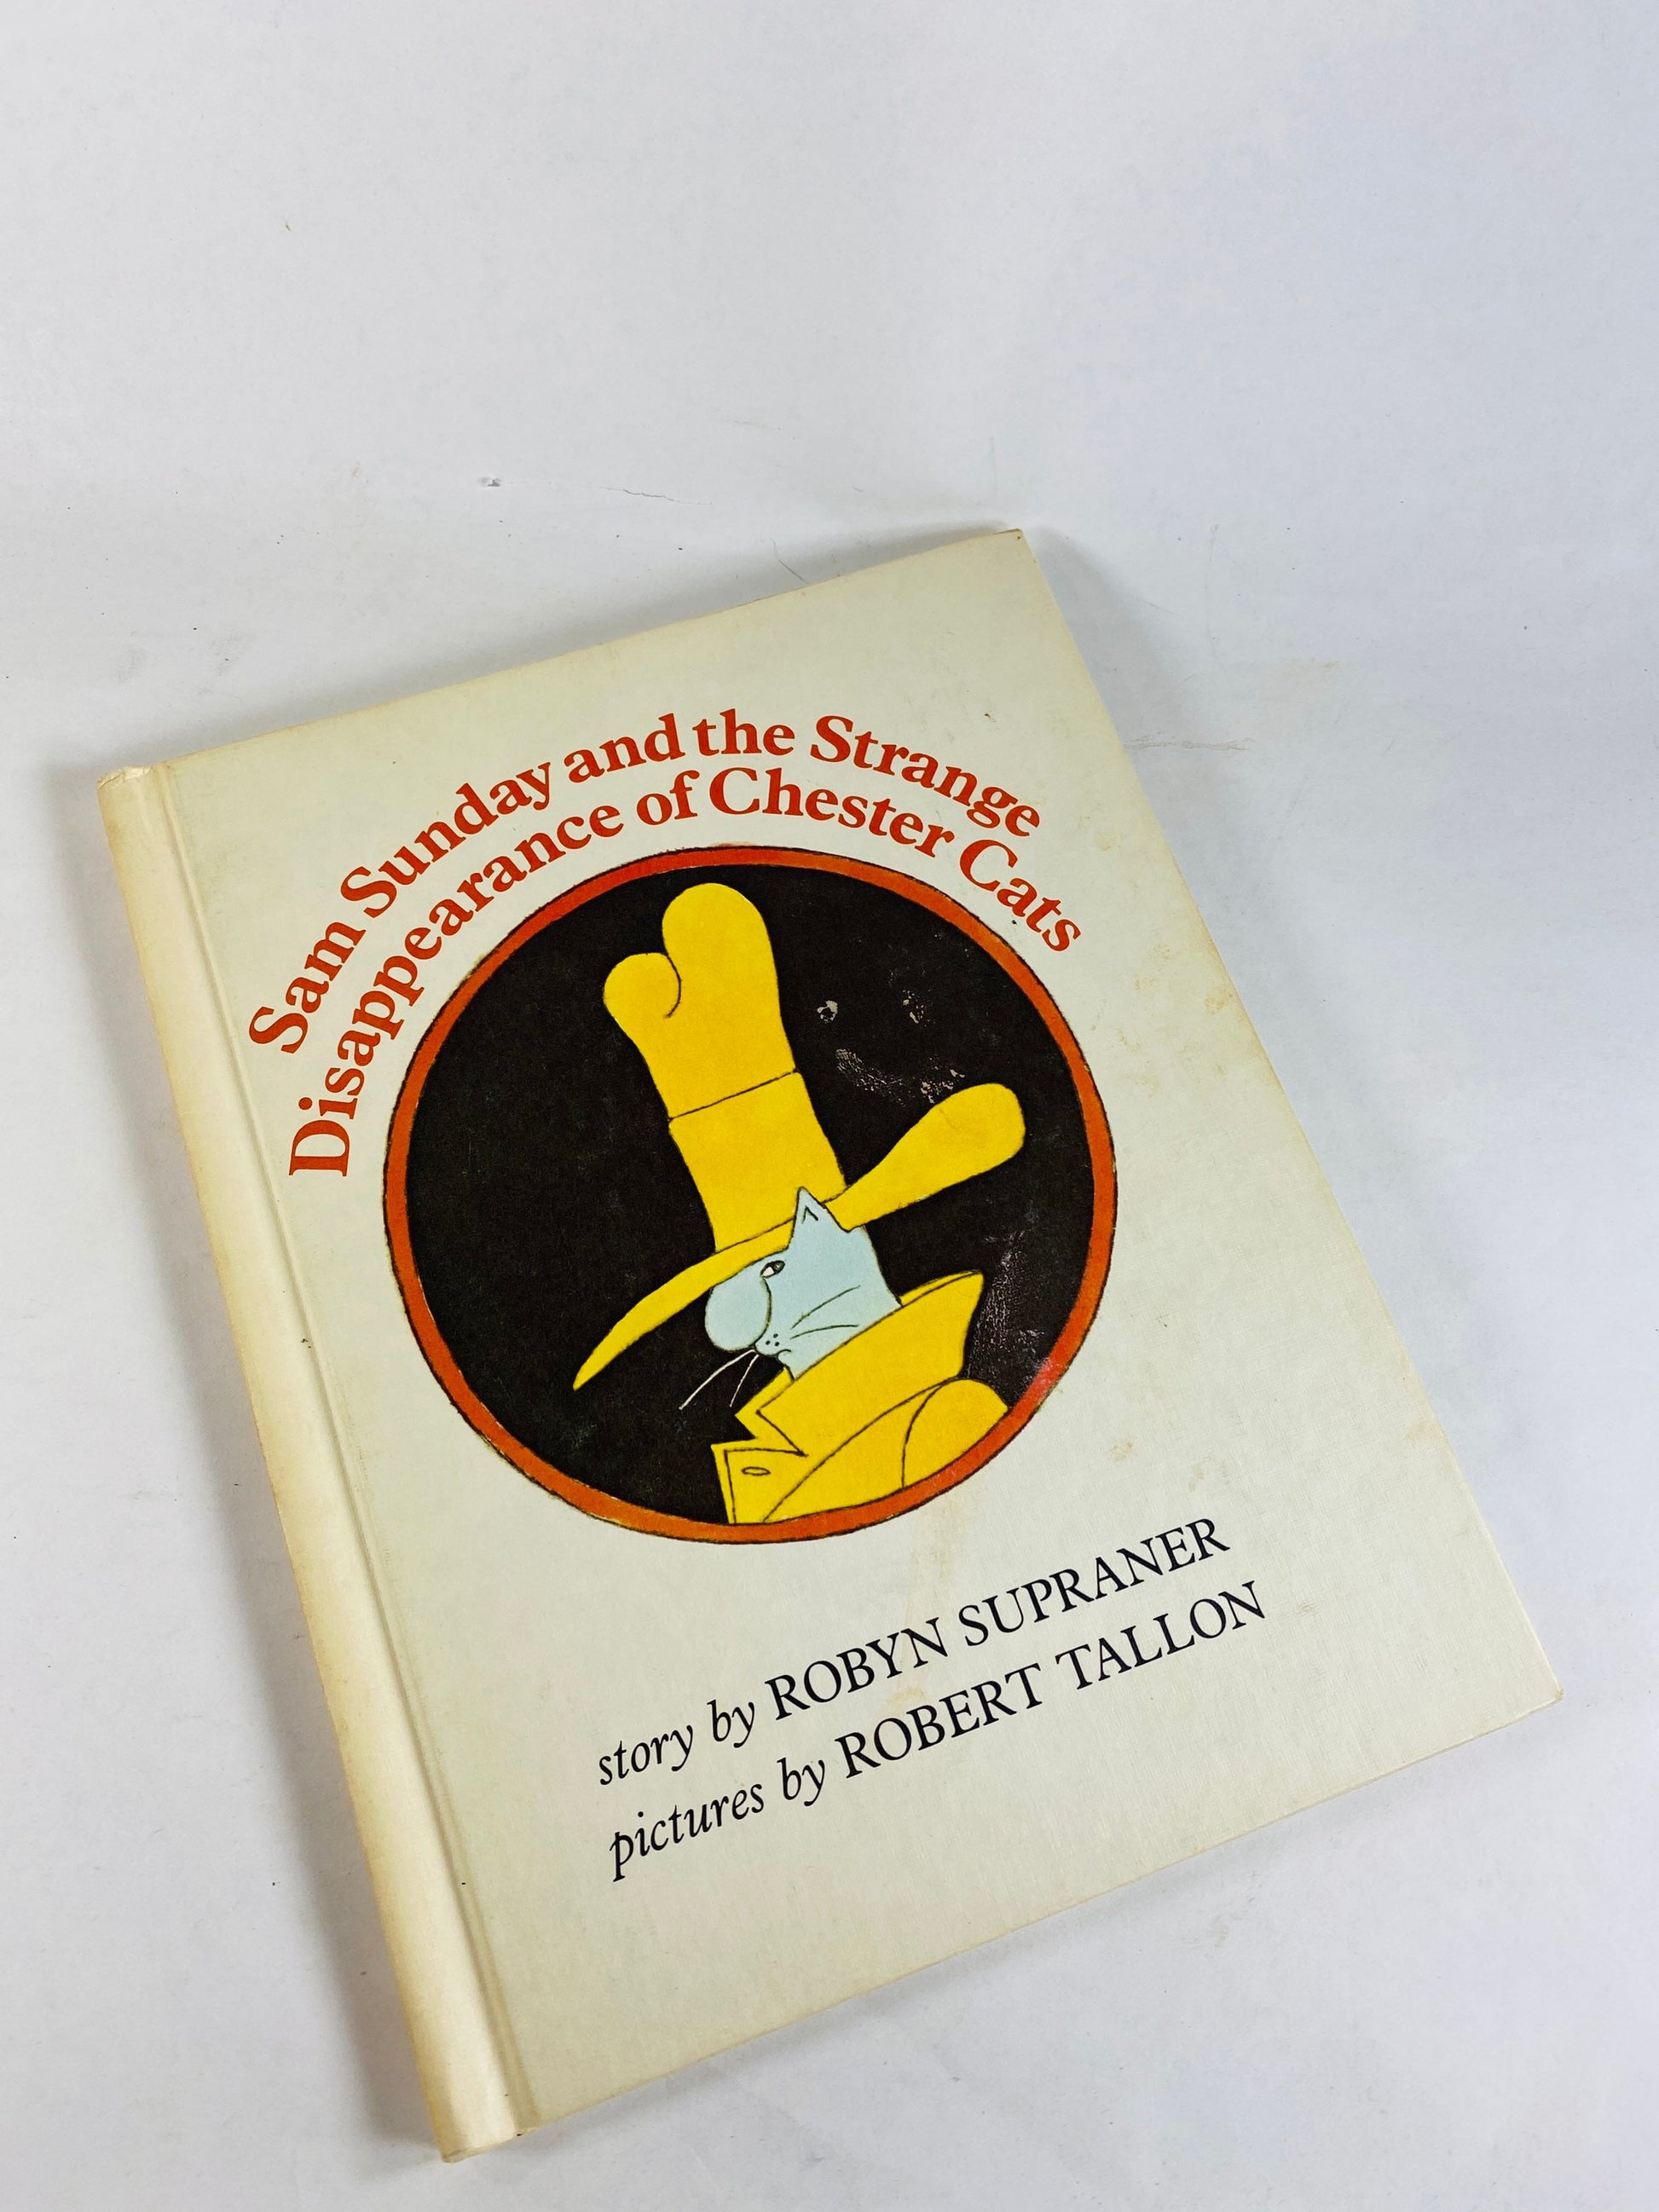 Sam Sunday and the Strange
Disappearance of Chester Cats
story by ROBYN SUPRANER
pictures by ROBERT TALLON